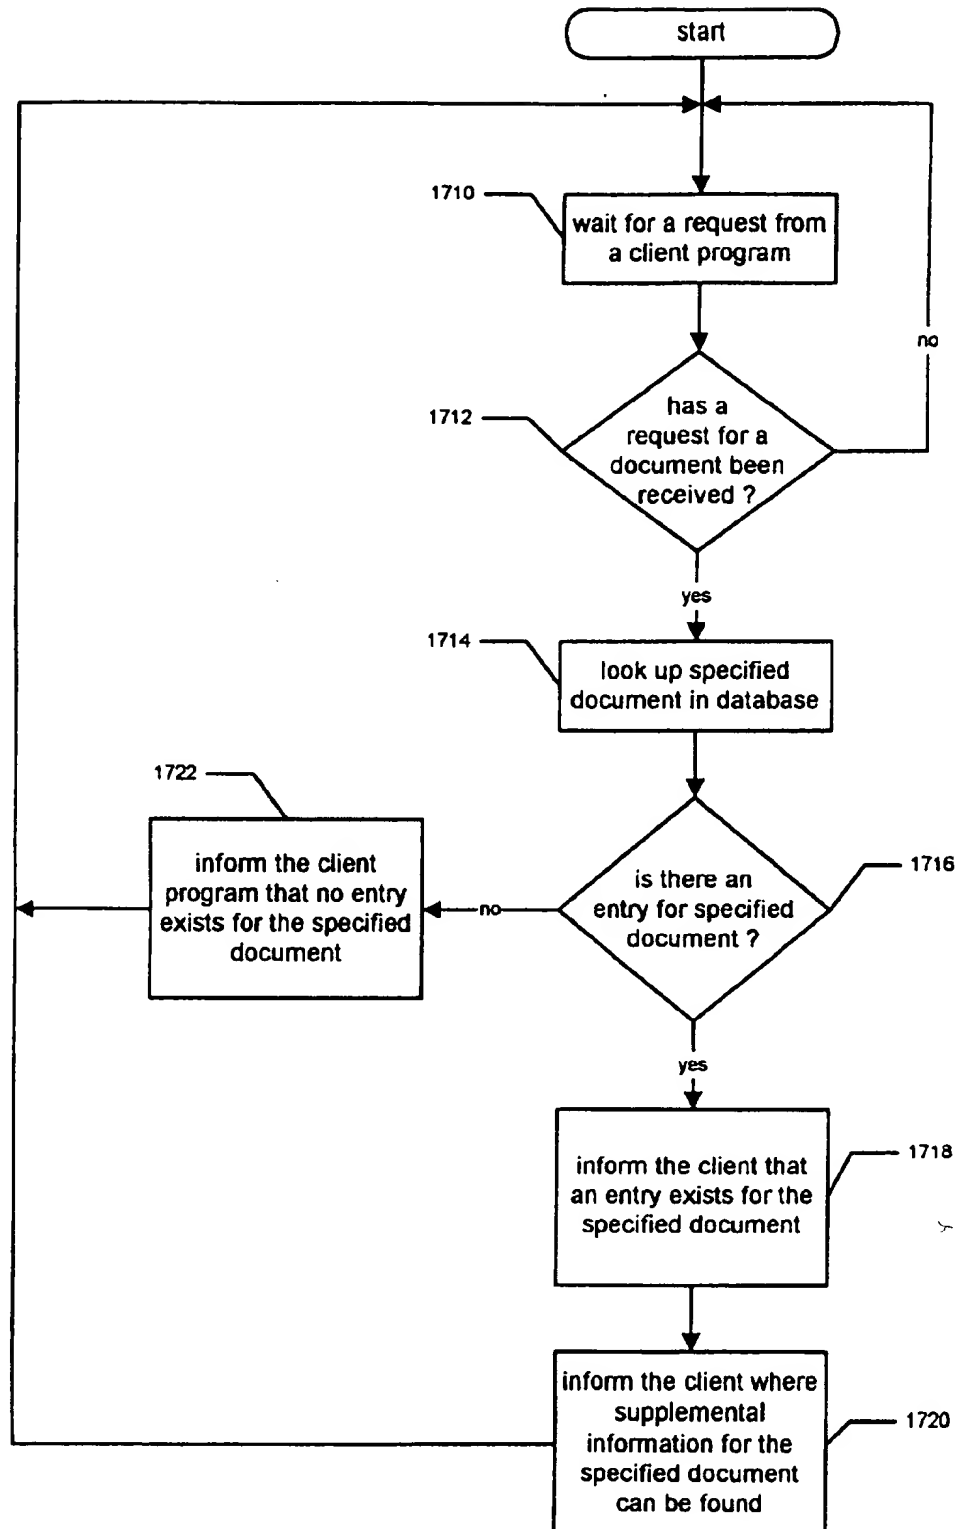 start
1710
wait for a request from
a client program
no
1712
has a
request for a
document been
received ?
yes
1714
look up specified
document in database
1722
inform the client
program that no entry
exists for the specified
document
no
1716
is there an
entry for specified
document ?
yes
1718
inform the client that
an entry exists for the
specified document
1720
inform the client where
supplemental
information for the
specified document
can be found